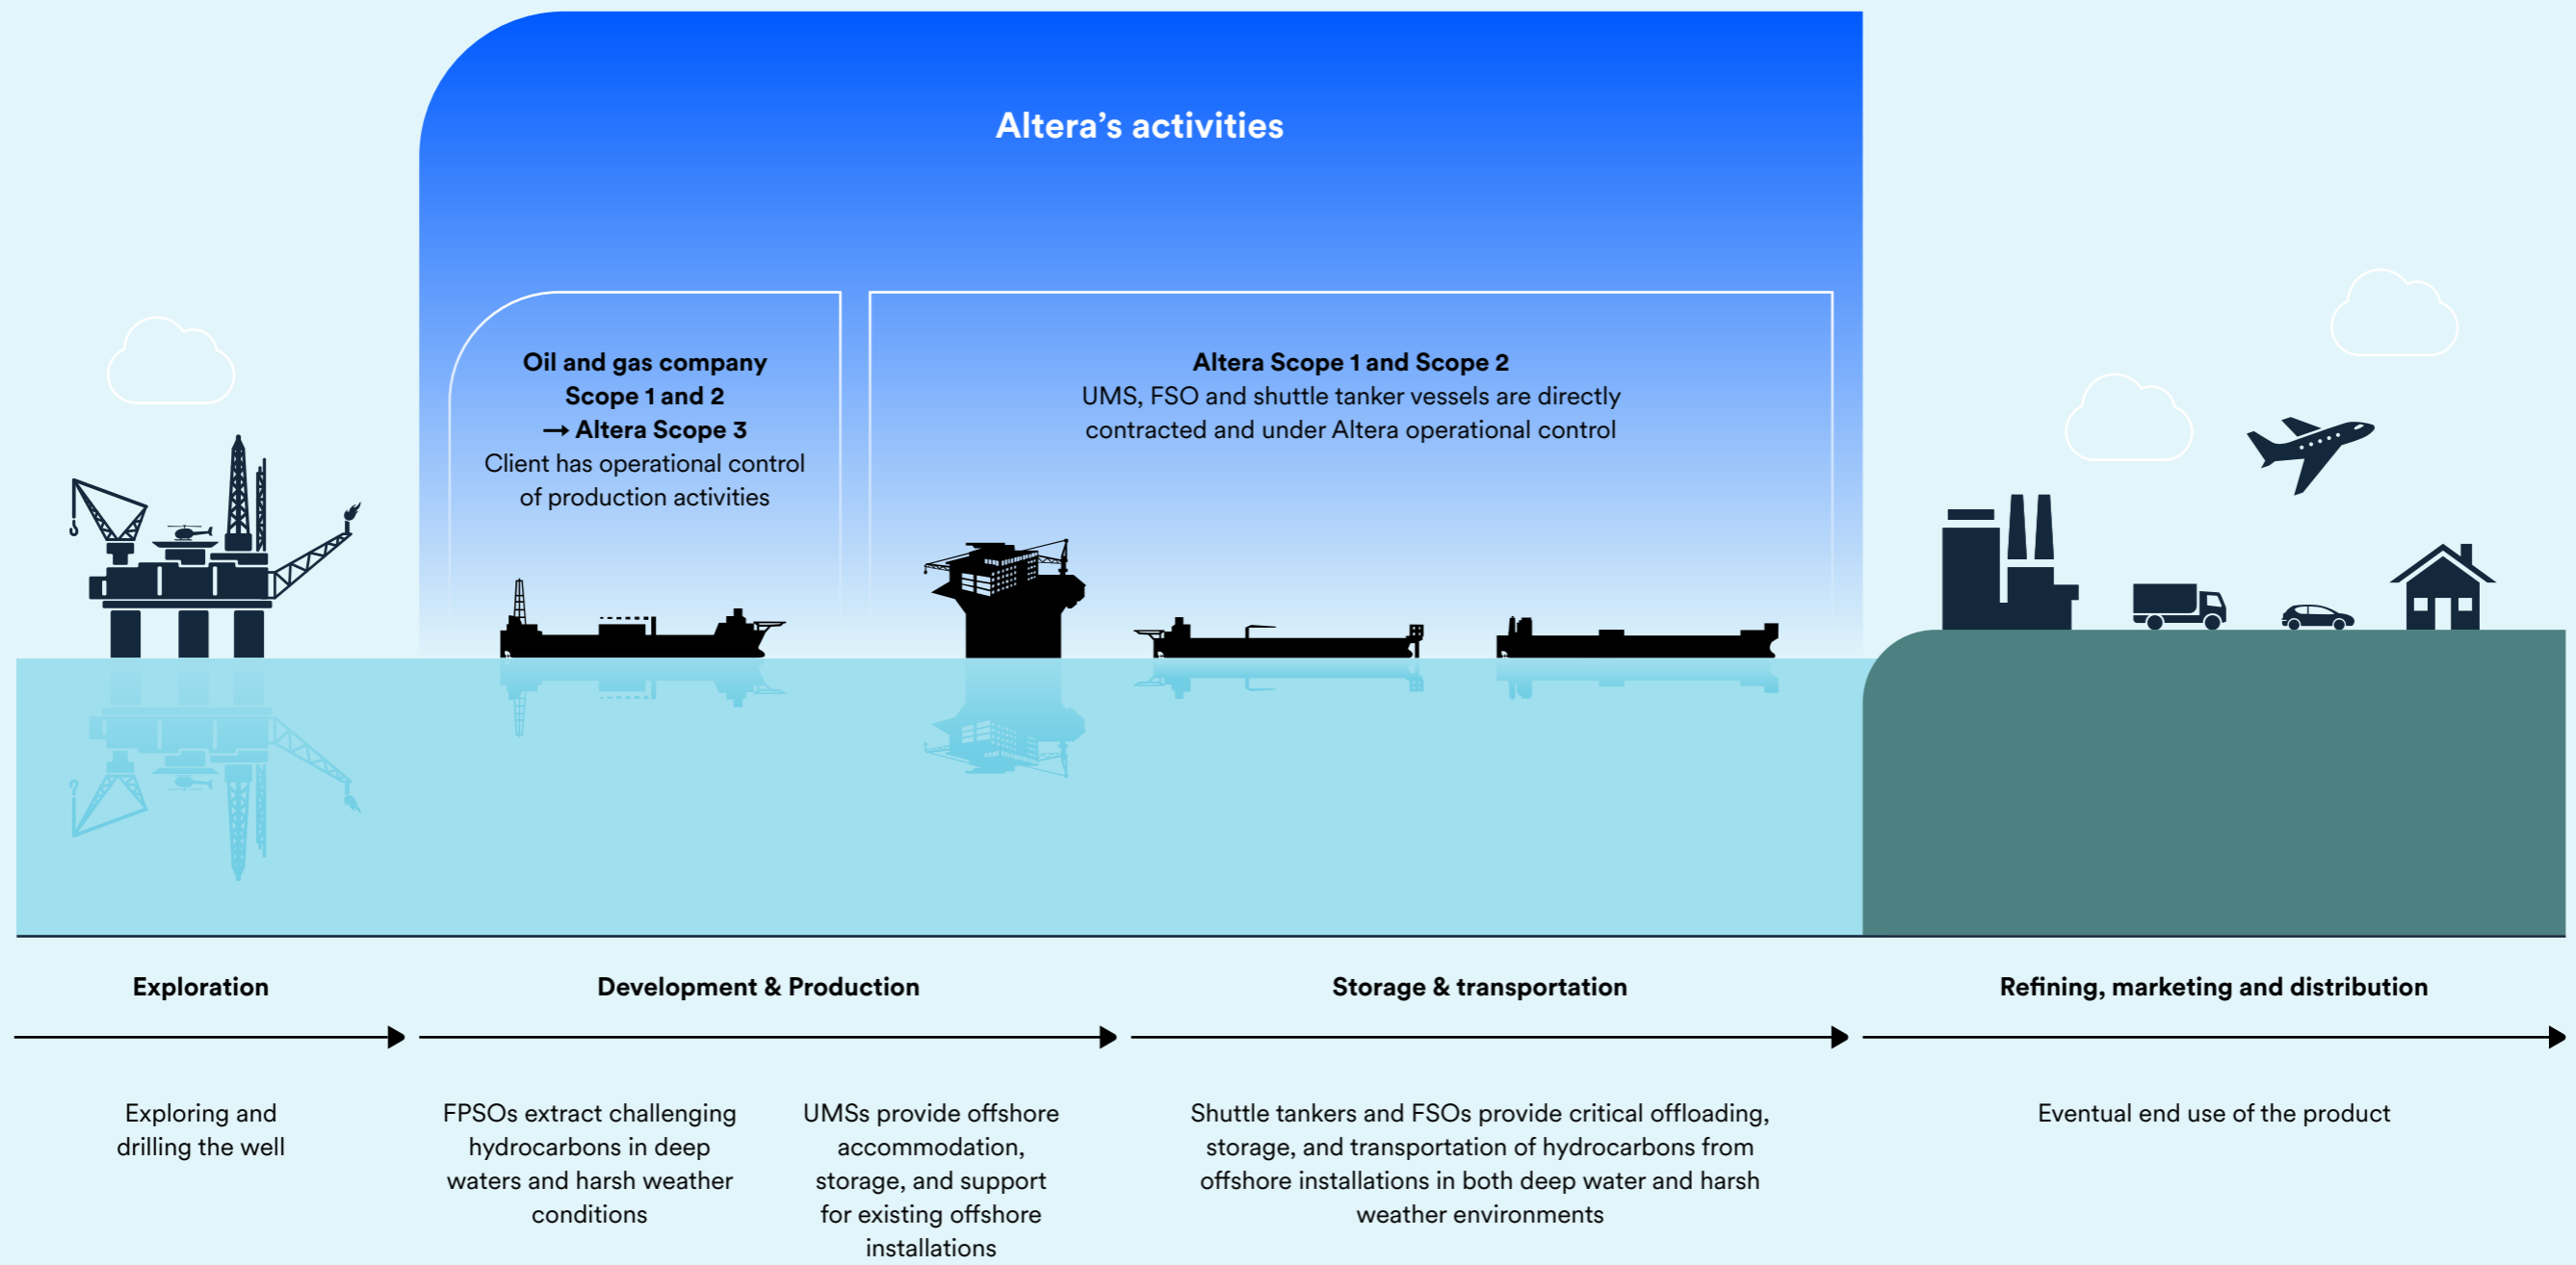 Altera’s activities
Oil and gas company
Scope 1 and 2
→ Altera Scope 3
Client has operational control
of production activities
Altera Scope 1 and Scope 2
UMS, FSO and shuttle tanker vessels are directly
contracted and under Altera operational control
Exploration
Development & Production
Storage & transportation
Refining, marketing and distribution
Exploring and
drilling the well
FPSOs extract challenging
hydrocarbons in deep
waters and harsh weather
conditions
UMSs provide offshore
accommodation,
storage, and support
for existing offshore
installations
Shuttle tankers and FSOs provide critical offloading,
storage, and transportation of hydrocarbons from
offshore installations in both deep water and harsh
weather environments
Eventual end use of the product